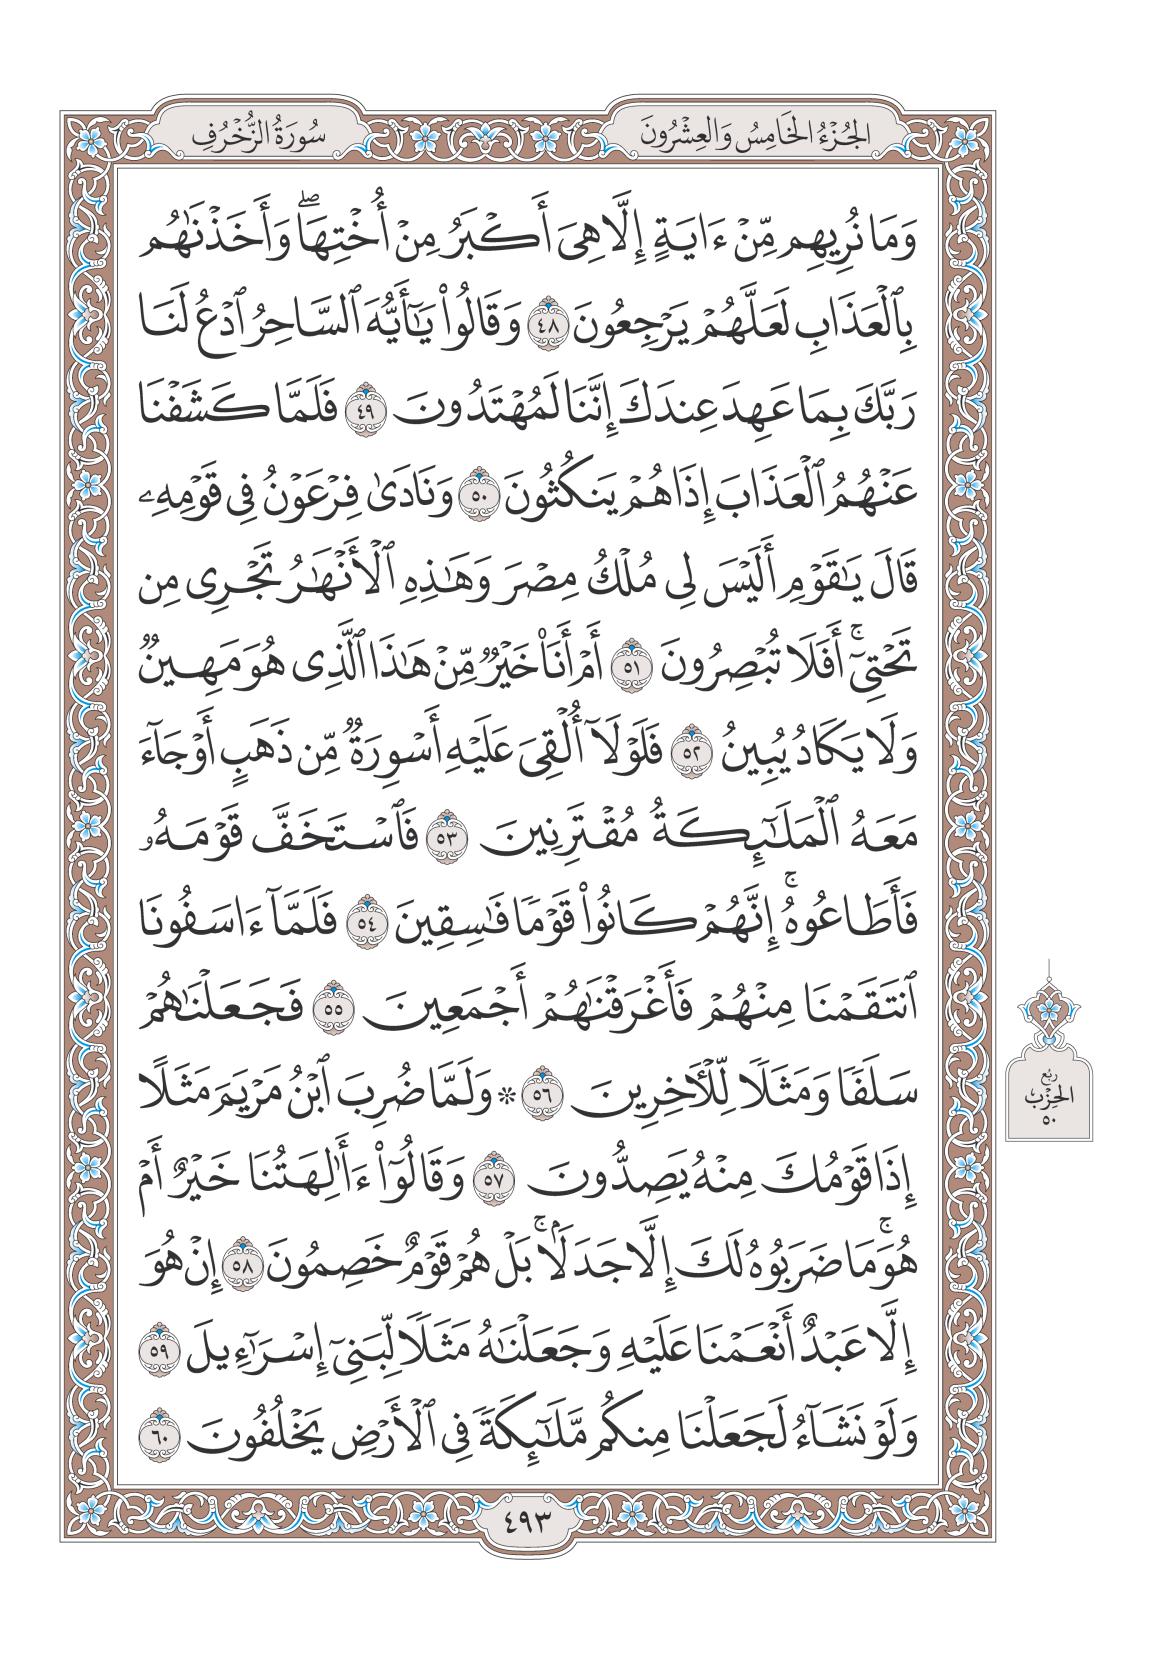 الجُزْءُ الخَامِسُ وَالعِشْرُونَ
سُورَةُ الزُّخْرُفِ
وَمَا نُرِيهِم مِّنْ ءَايَةٍ إِلَّا هِىَ أَكْبَرُ مِنْ أُخْتِهَاۖ وَأَخَذْنَٰهُم
بِٱلْعَذَابِ لَعَلَّهُمْ يَرْجِعُونَ ٤٨ وَقَالُوا۟ يَٰٓأَيُّهَ ٱلسَّاحِرُ ٱدْعُ لَنَا
رَبَّكَ بِمَا عَهِدَ عِندَكَ إِنَّنَا لَمُهْتَدُونَ ٤٩ فَلَمَّا كَشَفْنَا
عَنْهُمُ ٱلْعَذَابَ إِذَا هُمْ يَنكُثُونَ ٥٠ وَنَادَىٰ فِرْعَوْنُ فِى قَوْمِهِۦ
قَالَ يَٰقَوْمِ أَلَيْسَ لِى مُلْكُ مِصْرَ وَهَٰذِهِ ٱلْأَنْهَٰرُ تَجْرِى مِن
تَحْتِىٓۚ أَفَلَا تُبْصِرُونَ ٥١ أَمْ أَنَا۠ خَيْرٌ مِّنْ هَٰذَا ٱلَّذِى هُوَ مَهِينٌ
وَلَا يَكَادُ يُبِينُ ٥٢ فَلَوْلَآ أُلْقِىَ عَلَيْهِ أَسْوِرَةٌ مِّن ذَهَبٍ أَوْ جَآءَ
مَعَهُ ٱلْمَلَٰٓئِكَةُ مُقْتَرِنِينَ ٥٣ فَٱسْتَخَفَّ قَوْمَهُۥ
فَأَطَاعُوهُۚ إِنَّهُمْ كَانُوا۟ قَوْمًا فَٰسِقِينَ ٥٤ فَلَمَّآ ءَاسَفُونَا
ٱنتَقَمْنَا مِنْهُمْ فَأَغْرَقْنَٰهُمْ أَجْمَعِينَ ٥٥ فَجَعَلْنَٰهُمْ
سَلَفًا وَمَثَلًا لِّلْءَاخِرِينَ ٥٦ ۞ وَلَمَّا ضُرِبَ ٱبْنُ مَرْيَمَ مَثَلًا
إِذَا قَوْمُكَ مِنْهُ يَصِدُّونَ ٥٧ وَقَالُوٓا۟ ءَأَٰلِهَتُنَا خَيْرٌ أَمْ
هُوَۚ مَا ضَرَبُوهُ لَكَ إِلَّا جَدَلَۢاۚ بَلْ هُمْ قَوْمٌ خَصِمُونَ ٥٨ إِنْ هُوَ
إِلَّا عَبْدٌ أَنْعَمْنَا عَلَيْهِ وَجَعَلْنَٰهُ مَثَلًا لِّبَنِىٓ إِسْرَٰٓءِيلَ ٥٩
وَلَوْ نَشَآءُ لَجَعَلْنَا مِنكُم مَّلَٰٓئِكَةً فِى ٱلْأَرْضِ يَخْلُفُونَ ٦٠
ربع
الحِزْب
٥٠
٤٩٣